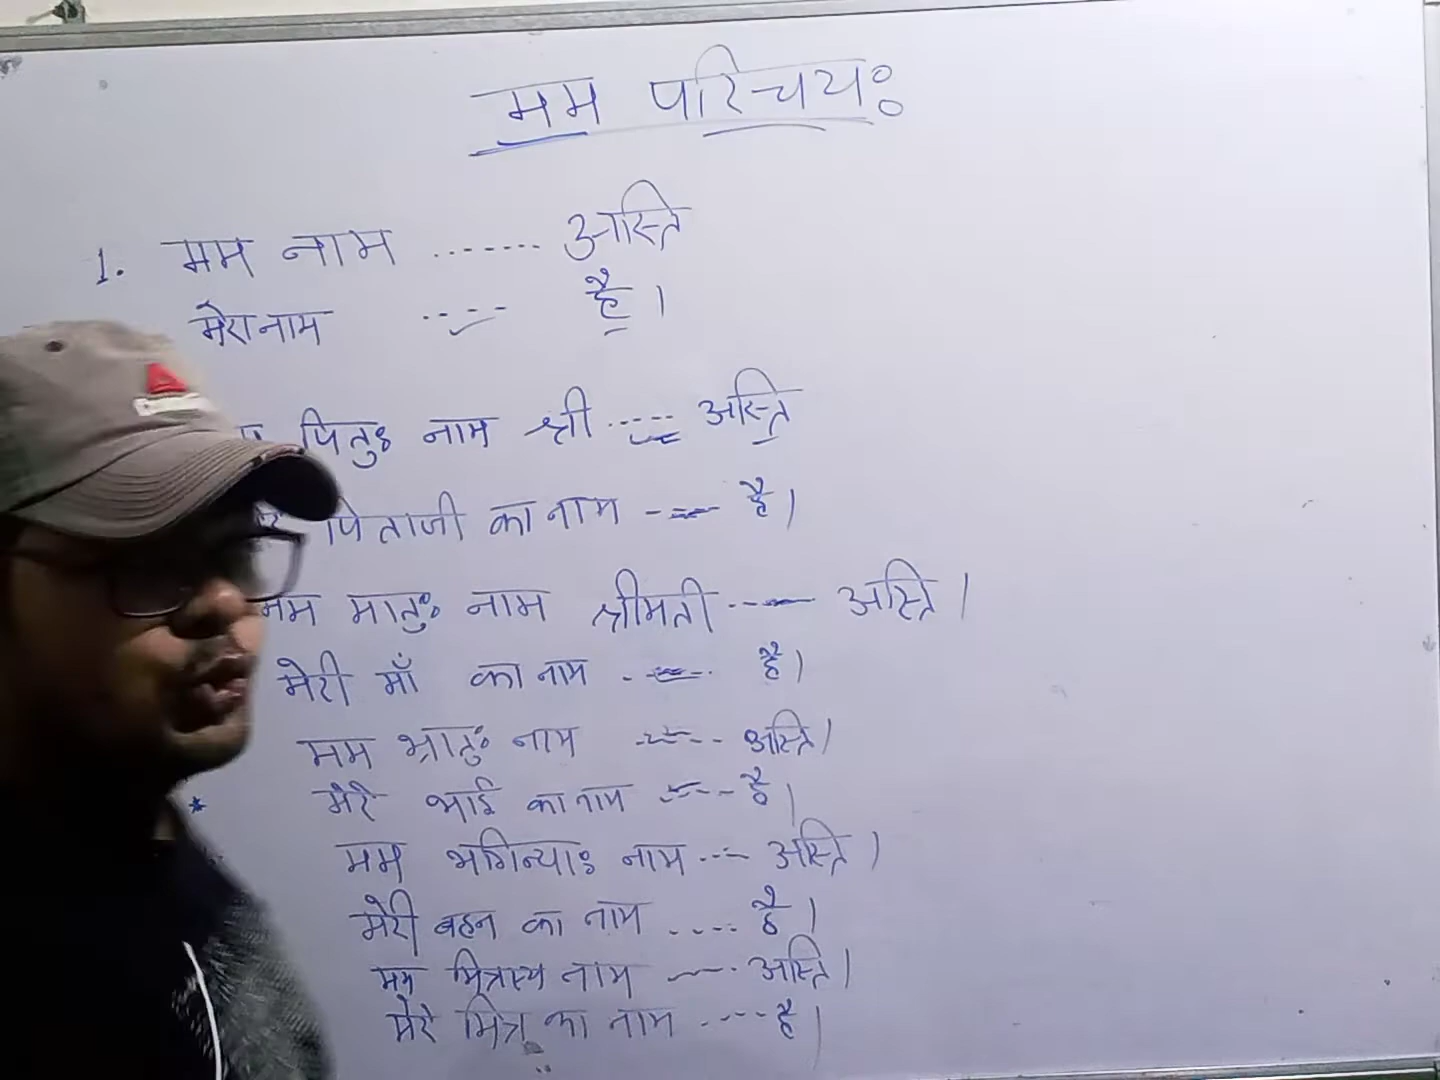 मम परिचयः
1. मम नाम ....... अस्ति
मेरा नाम ..... है।
पितुः नाम श्री ..... अस्ति
पिताजी का नाम ---- है।
मम मातुः नाम श्रीमती ---- अस्ति।
मेरी माँ का नाम ---- है।
मम भ्रातुः नाम ---- अस्ति।
* मेरे भाई का नाम ---- है।
मम भगिन्याः नाम ---- अस्ति।
मेरी बहन का नाम .... है।
मम मित्रस्य नाम ---- अस्ति।
मेरे मित्र का नाम ---- है।